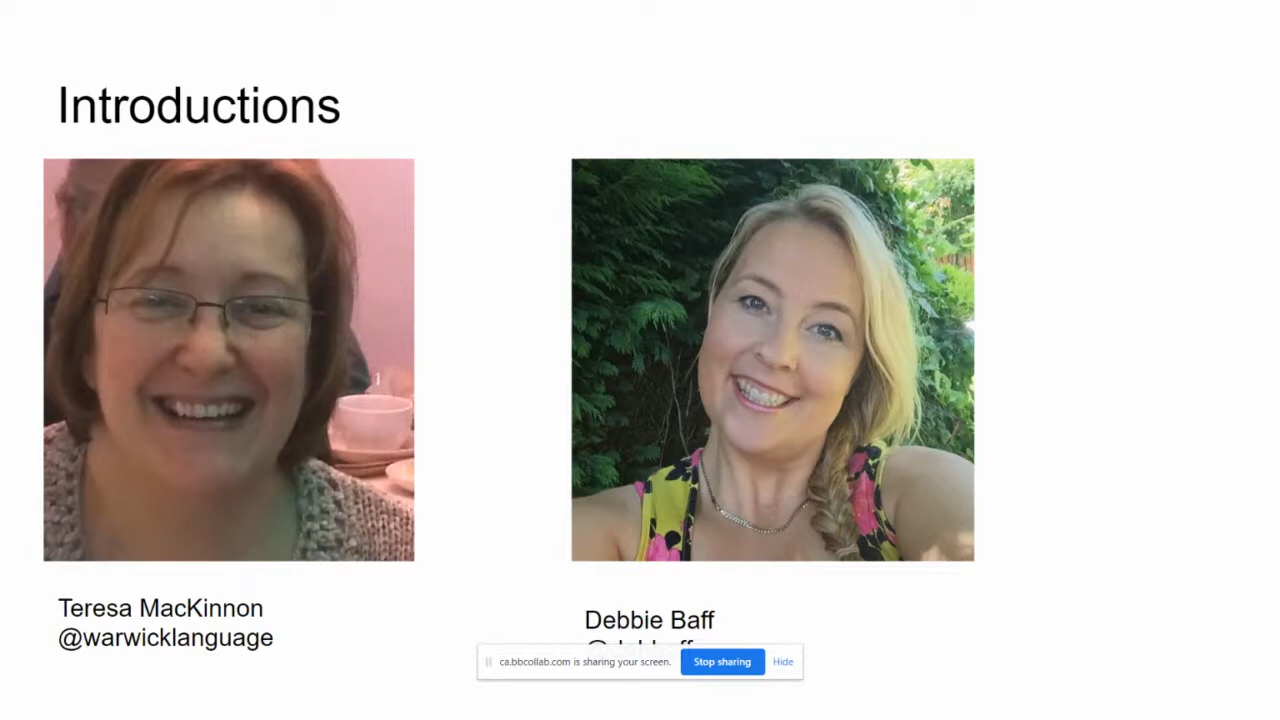 Introductions
Teresa MacKinnon
@warwicklanguage
Debbie Baff
ca.bbcollab.com is sharing your screen.
Stop sharing
Hide